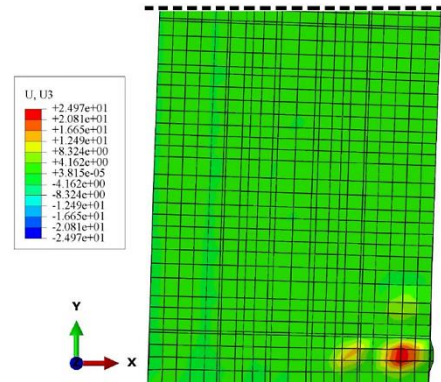 U, U3
+2.497e+01
+2.081e+01
+1.665e+01
+1.249e+01
+8.324e+00
+4.162e+00
+3.815e-05
-4.162e+00
-8.324e+00
-1.249e+01
-1.665e+01
-2.081e+01
-2.497e+01
Y
X